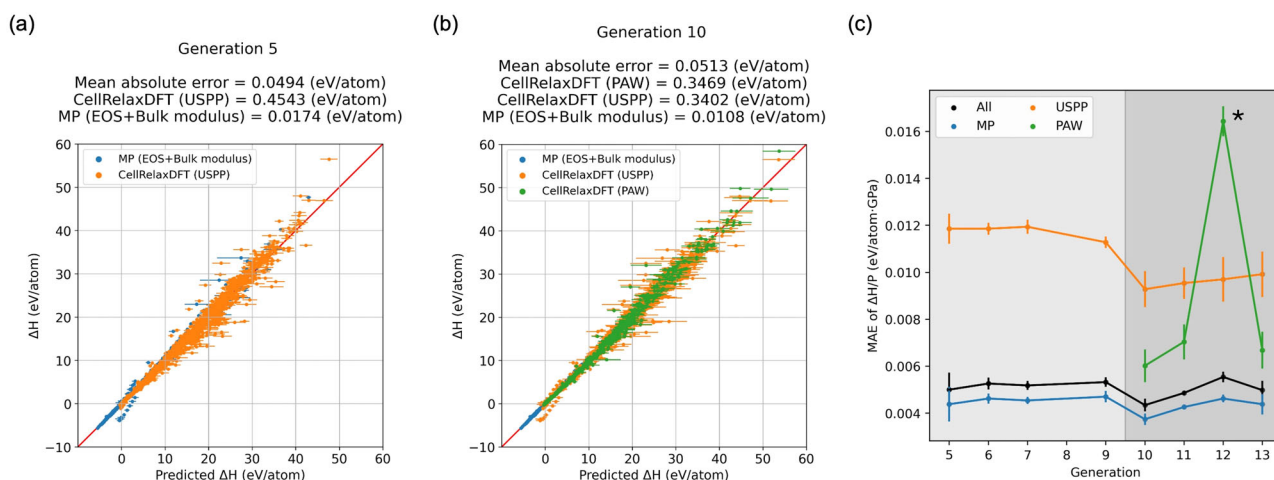 (a)
Generation 5
Mean absolute error = 0.0494 (eV/atom)
CellRelaxDFT (USPP) = 0.4543 (eV/atom)
MP (EOS+Bulk modulus) = 0.0174 (eV/atom)
60
50
40
30
20
10
0
−10
ΔH (eV/atom)
MP (EOS+Bulk modulus)
CellRelaxDFT (USPP)
0 10 20 30 40 50 60
Predicted ΔH (eV/atom)
(b)
Generation 10
Mean absolute error = 0.0513 (eV/atom)
CellRelaxDFT (PAW) = 0.3469 (eV/atom)
CellRelaxDFT (USPP) = 0.3402 (eV/atom)
MP (EOS+Bulk modulus) = 0.0108 (eV/atom)
60
50
40
30
20
10
0
−10
ΔH (eV/atom)
MP (EOS+Bulk modulus)
CellRelaxDFT (USPP)
CellRelaxDFT (PAW)
0 10 20 30 40 50 60
Predicted ΔH (eV/atom)
(c)
MAE of ΔH/P (eV/atom·GPa)
0.016
0.014
0.012
0.010
0.008
0.006
0.004
All USPP
MP PAW
*
5 6 7 8 9 10 11 12 13
Generation